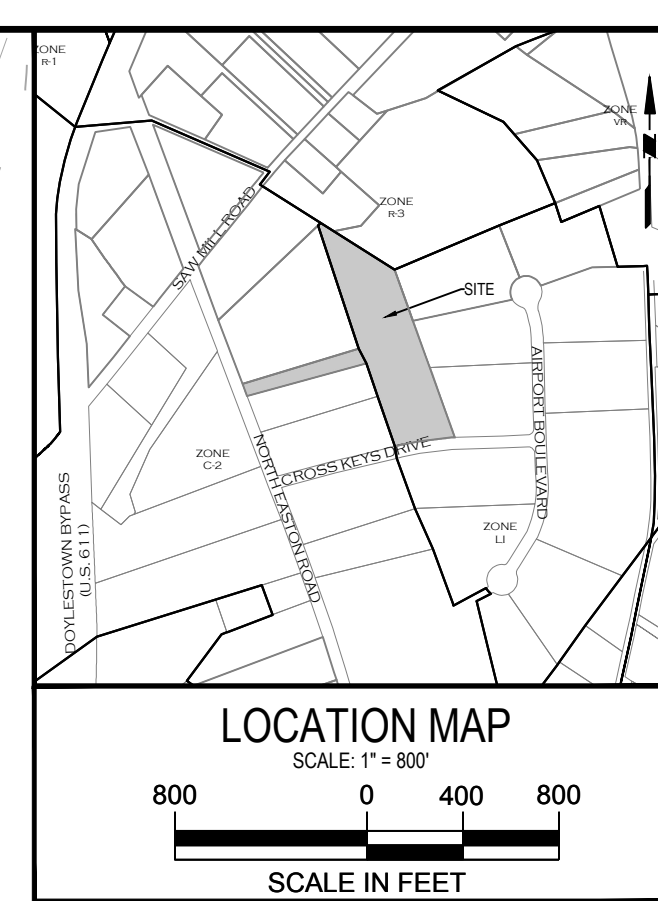 ZONE
R-1
ZONE
VR
N
SAW MILL ROAD
ZONE
R-3
SITE
AIRPORT BOULEVARD
ZONE
C-2
NORTH EASTON ROAD
CROSS KEYS DRIVE
DOYLESTOWN BYPASS
(U.S. 611)
ZONE
LI
LOCATION MAP
SCALE: 1" = 800'
800 0 400 800
SCALE IN FEET